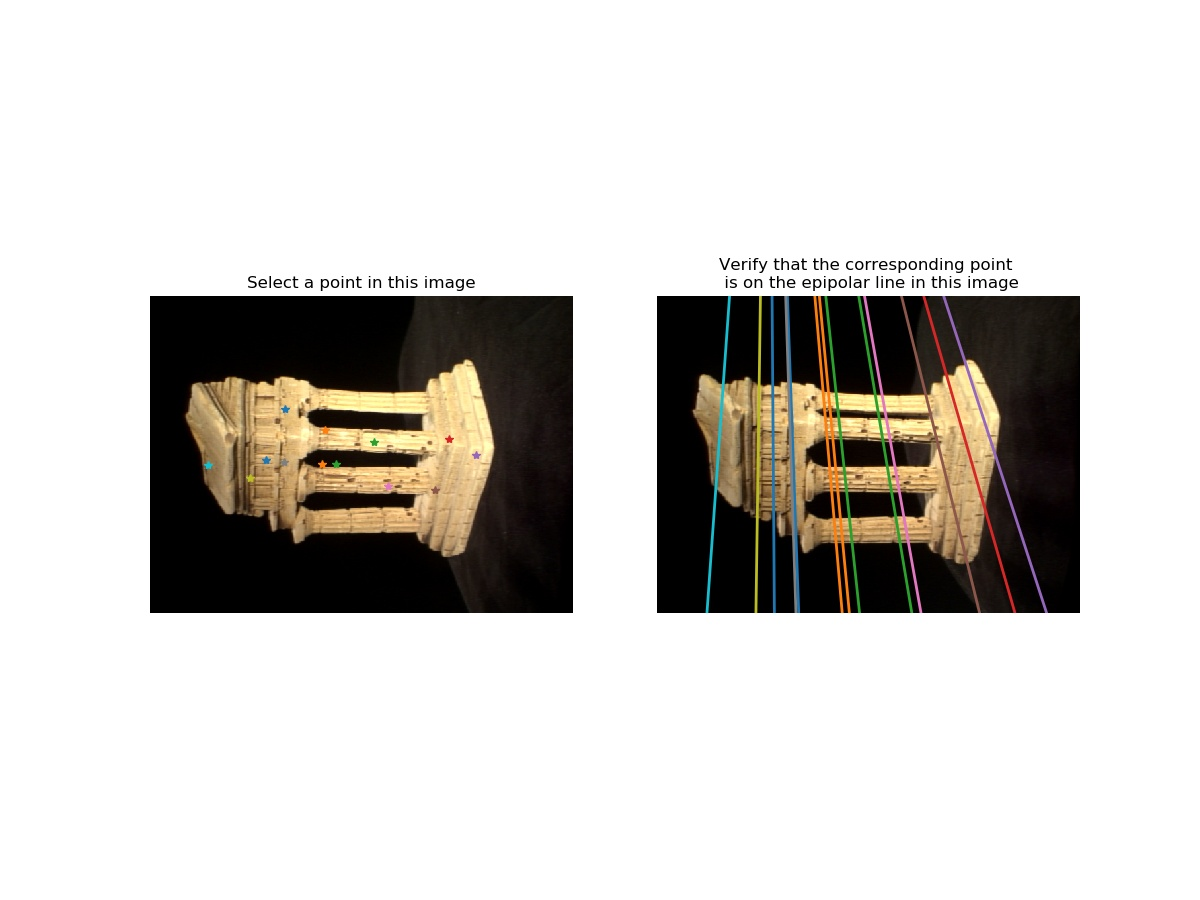 Select a point in this image
Verify that the corresponding point
is on the epipolar line in this image